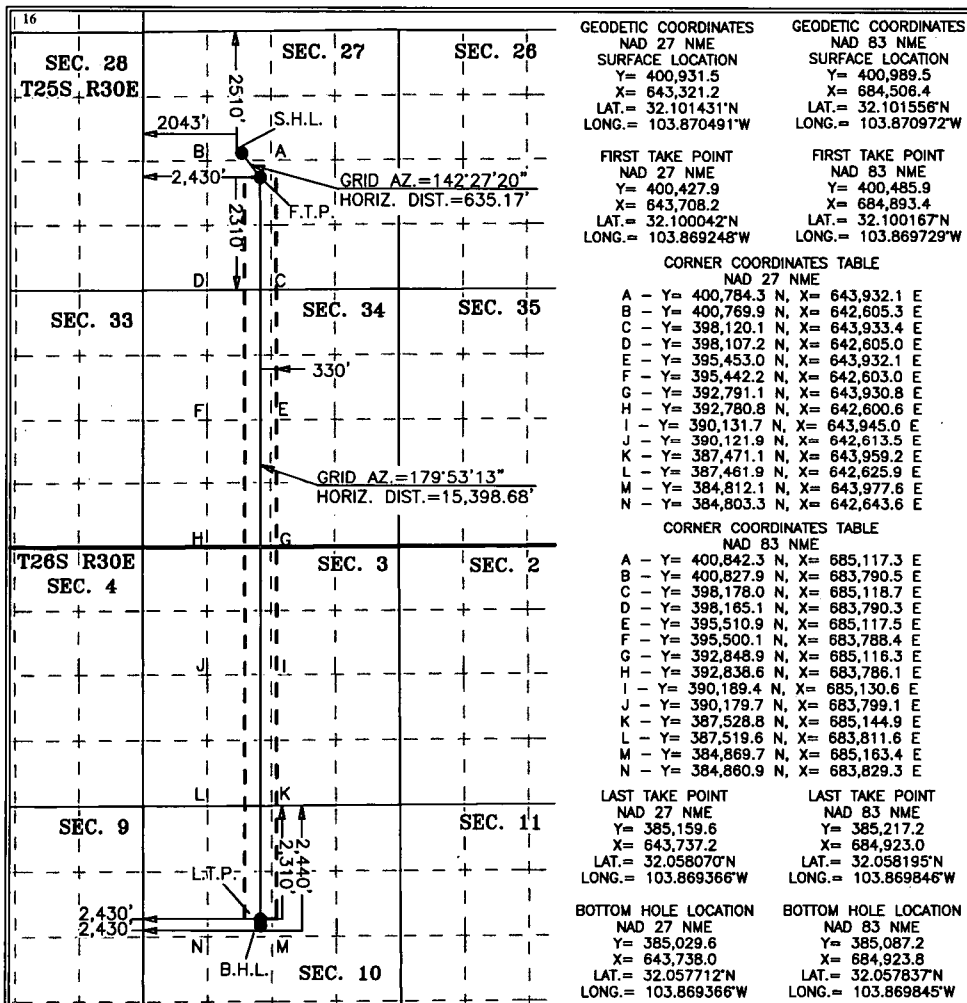 16
SEC. 28
T25S R30E
SEC. 27
SEC. 26
2510'
2043'
S.H.L.
B
A
GRID AZ.=142°27'20"
HORIZ. DIST.=635.17'
2,430'
F.T.P.
2310'
D
C
SEC. 33
SEC. 34
SEC. 35
330'
F
E
GRID AZ.=179°53'13"
HORIZ. DIST.=15,398.68'
H
G
T26S R30E
SEC. 4
SEC. 3
SEC. 2
J
I
L
K
SEC. 9
SEC. 11
2,310'
2,440'
L.T.P.
2,430'
2,430'
N
M
B.H.L.
SEC. 10
GEODETIC COORDINATES
NAD 27 NME
SURFACE LOCATION
Y= 400,931.5
X= 643,321.2
LAT.= 32.101431°N
LONG.= 103.870491°W
GEODETIC COORDINATES
NAD 83 NME
SURFACE LOCATION
Y= 400,989.5
X= 684,506.4
LAT.= 32.101556°N
LONG.= 103.870972°W
FIRST TAKE POINT
NAD 27 NME
Y= 400,427.9
X= 643,708.2
LAT.= 32.100042°N
LONG.= 103.869248°W
FIRST TAKE POINT
NAD 83 NME
Y= 400,485.9
X= 684,893.4
LAT.= 32.100167°N
LONG.= 103.869729°W
CORNER COORDINATES TABLE
NAD 27 NME
A - Y= 400,784.3 N, X= 643,932.1 E
B - Y= 400,769.9 N, X= 642,605.3 E
C - Y= 398,120.1 N, X= 643,933.4 E
D - Y= 398,107.2 N, X= 642,605.0 E
E - Y= 395,453.0 N, X= 643,932.1 E
F - Y= 395,442.2 N, X= 642,603.0 E
G - Y= 392,791.1 N, X= 643,930.8 E
H - Y= 392,780.8 N, X= 642,600.6 E
I - Y= 390,131.7 N, X= 643,945.0 E
J - Y= 390,121.9 N, X= 642,613.5 E
K - Y= 387,471.1 N, X= 643,959.2 E
L - Y= 387,461.9 N, X= 642,625.9 E
M - Y= 384,812.1 N, X= 643,977.6 E
N - Y= 384,803.3 N, X= 642,643.6 E
CORNER COORDINATES TABLE
NAD 83 NME
A - Y= 400,842.3 N, X= 685,117.3 E
B - Y= 400,827.9 N, X= 683,790.5 E
C - Y= 398,178.0 N, X= 685,118.7 E
D - Y= 398,165.1 N, X= 683,790.3 E
E - Y= 395,510.9 N, X= 685,117.5 E
F - Y= 395,500.1 N, X= 683,788.4 E
G - Y= 392,848.9 N, X= 685,116.3 E
H - Y= 392,838.6 N, X= 683,786.1 E
I - Y= 390,189.4 N, X= 685,130.6 E
J - Y= 390,179.7 N, X= 683,799.1 E
K - Y= 387,528.8 N, X= 685,144.9 E
L - Y= 387,519.6 N, X= 683,811.6 E
M - Y= 384,869.7 N, X= 685,163.4 E
N - Y= 384,860.9 N, X= 683,829.3 E
LAST TAKE POINT
NAD 27 NME
Y= 385,159.6
X= 643,737.2
LAT.= 32.058070°N
LONG.= 103.869366°W
LAST TAKE POINT
NAD 83 NME
Y= 385,217.2
X= 684,923.0
LAT.= 32.058195°N
LONG.= 103.869846°W
BOTTOM HOLE LOCATION
NAD 27 NME
Y= 385,029.6
X= 643,738.0
LAT.= 32.057712°N
LONG.= 103.869366°W
BOTTOM HOLE LOCATION
NAD 83 NME
Y= 385,087.2
X= 684,923.8
LAT.= 32.057837°N
LONG.= 103.869845°W